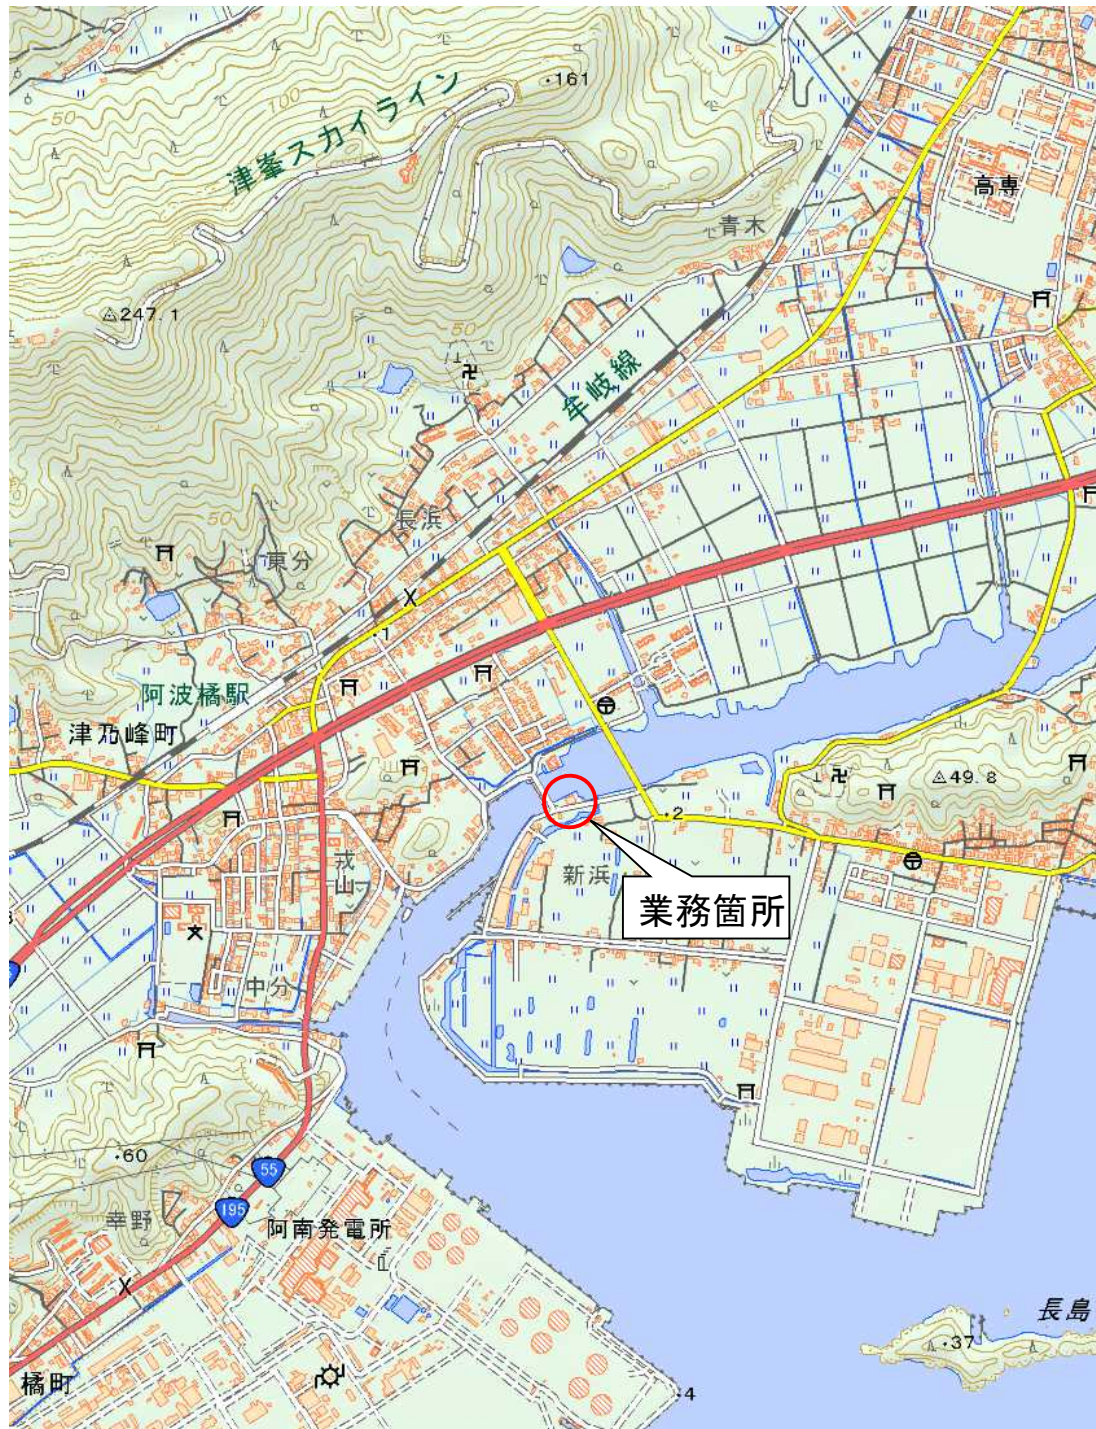 161
100
50
津峯スカイライン
高専
青木
247.1
50
牟岐線
長浜
50
東分
1
阿波橘駅
津乃峰町
49.8
2
戎山
新浜
業務箇所
中分
60
55
195
幸野
阿南発電所
長島
37
橘町
4